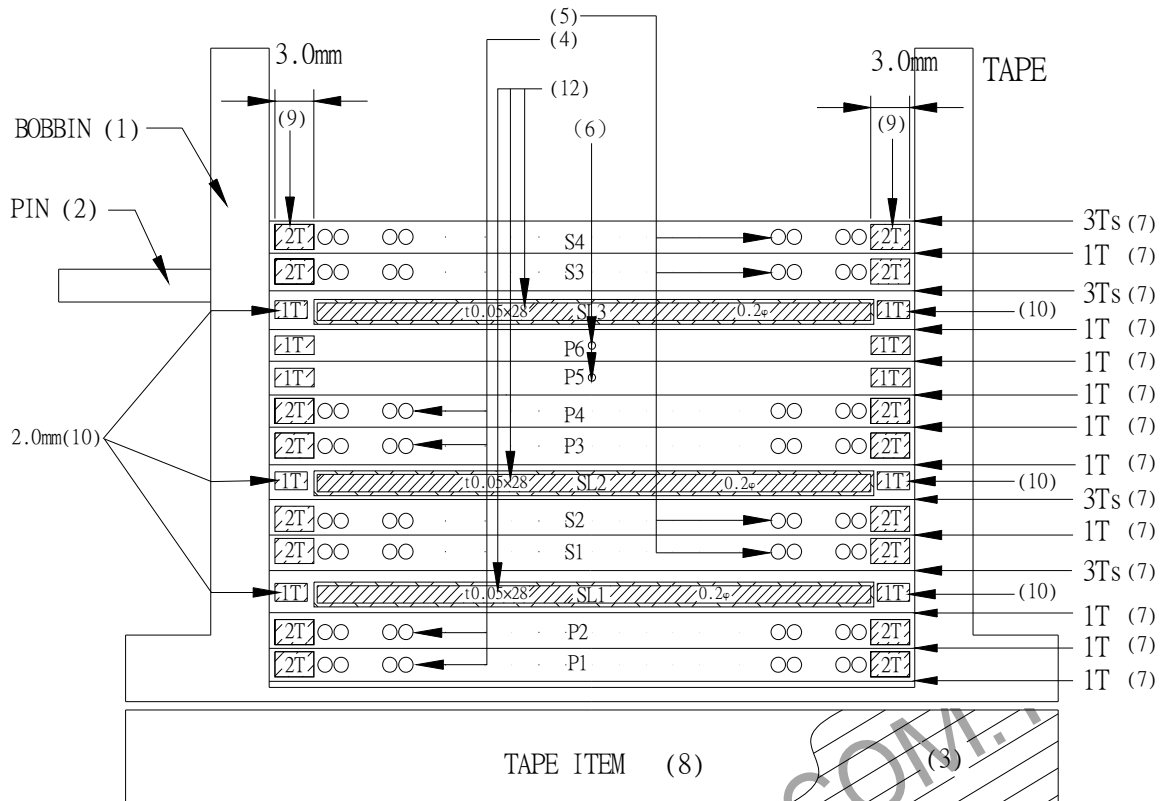 (5)
(4)
3.0mm
3.0mm
TAPE
(12)
(9)
(6)
(9)
BOBBIN (1)
PIN (2)
2T
S4
2T
3Ts (7)
1T (7)
2T
S3
2T
3Ts (7)
1T
t0.05×28
SL3
0.2φ
1T
(10)
1T (7)
1T
P6
1T
1T (7)
1T
P5
1T
1T (7)
2T
P4
2T
1T (7)
2.0mm(10)
2T
P3
2T
1T (7)
1T
t0.05×28
SL2
0.2φ
1T
(10)
3Ts (7)
2T
S2
2T
1T (7)
2T
S1
2T
3Ts (7)
1T
t0.05×28
SL1
0.2φ
1T
(10)
1T (7)
2T
P2
2T
1T (7)
2T
P1
2T
1T (7)
TAPE ITEM (8)
(3)